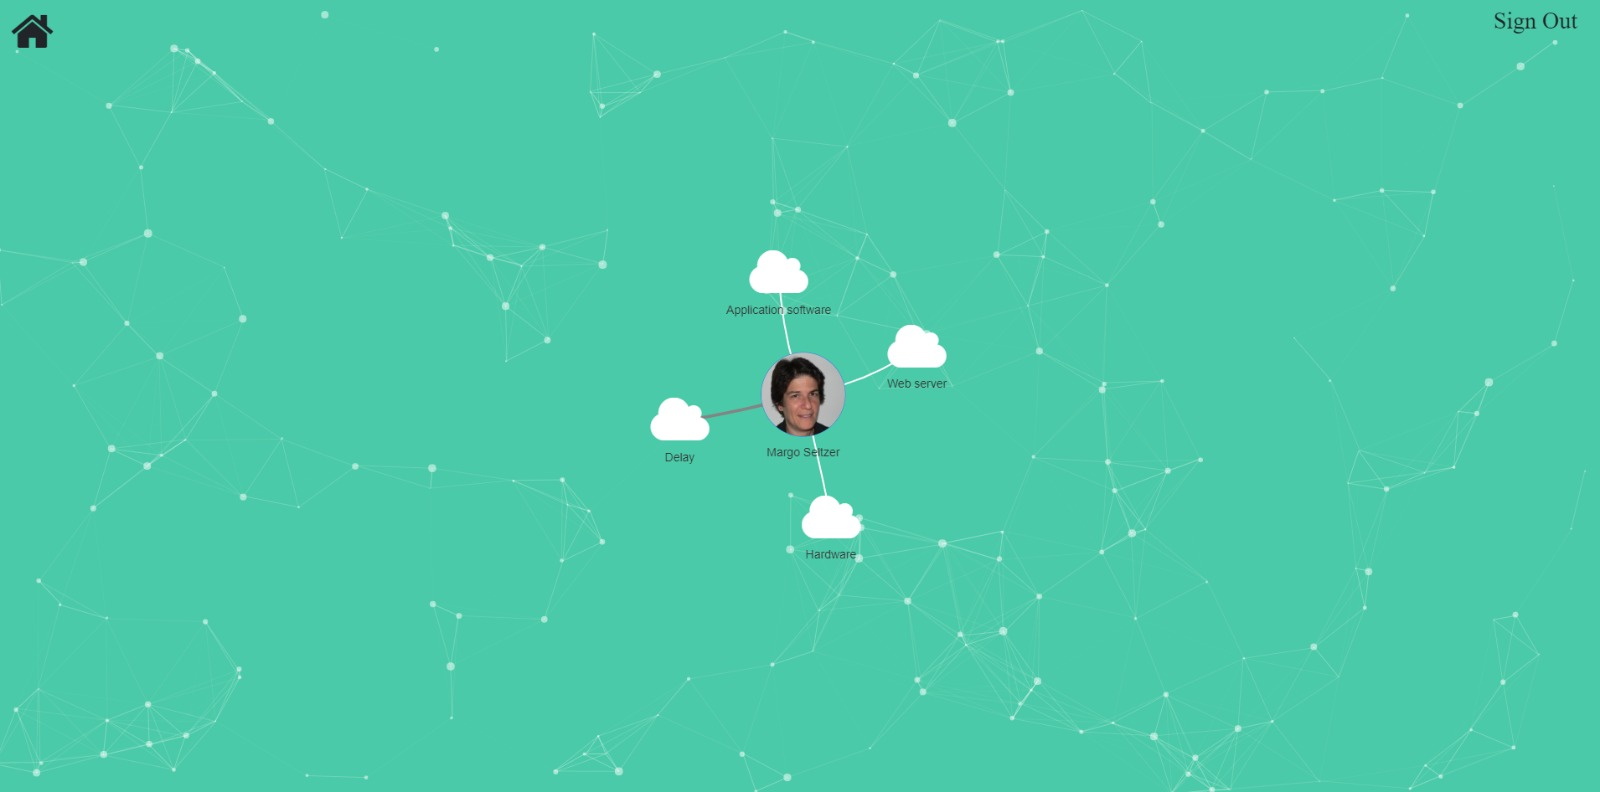 Sign Out
Application software
Web server
Margo Seltzer
Delay
Hardware